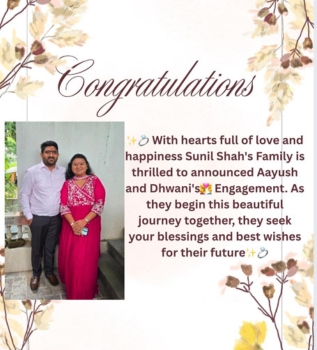 Congratulations
✨💍 With hearts full of love and
happiness Sunil Shah's Family is
thrilled to announced Aayush
and Dhwani's💐 Engagement. As
they begin this beautiful
journey together, they seek
your blessings and best wishes
for their future✨💍